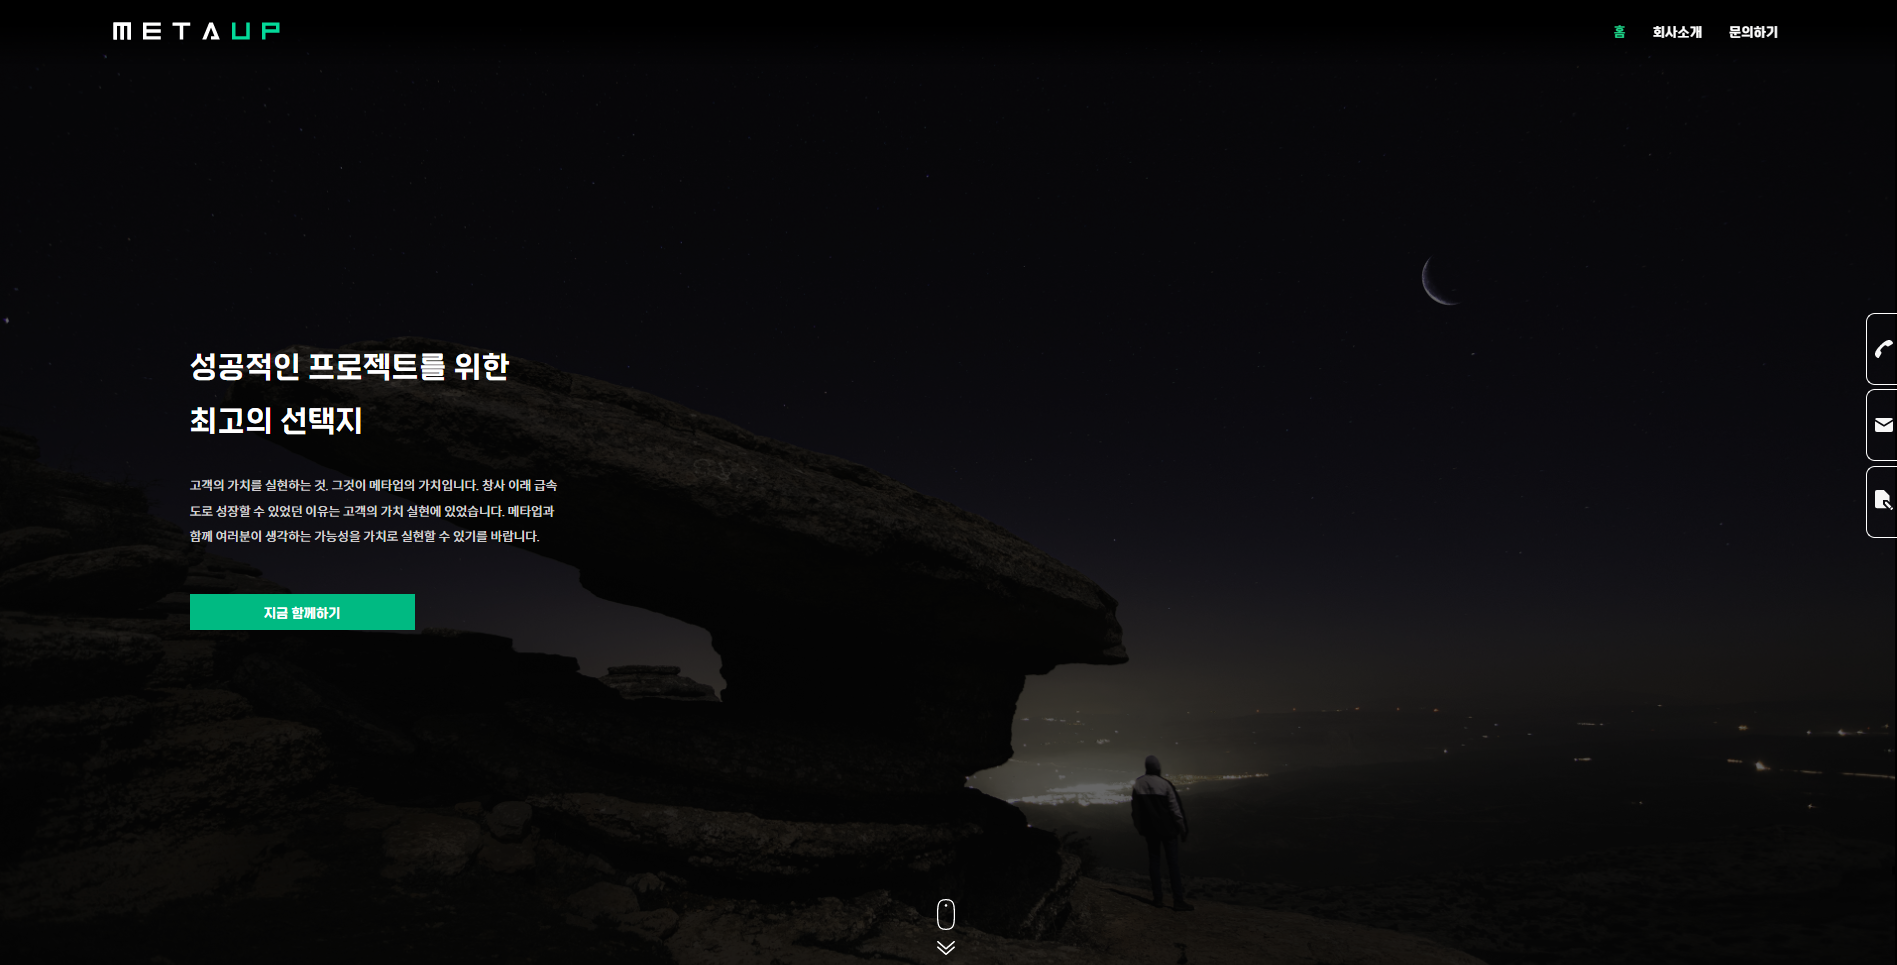 METAUP
홈 회사소개 문의하기
성공적인 프로젝트를 위한
최고의 선택지
고객의 가치를 실현하는 것. 그것이 메타업의 가치입니다. 창사 이래 급속
도로 성장할 수 있었던 이유는 고객의 가치 실현에 있었습니다. 메타업과
함께 여러분이 생각하는 가능성을 가치로 실현할 수 있기를 바랍니다.
지금 함께하기